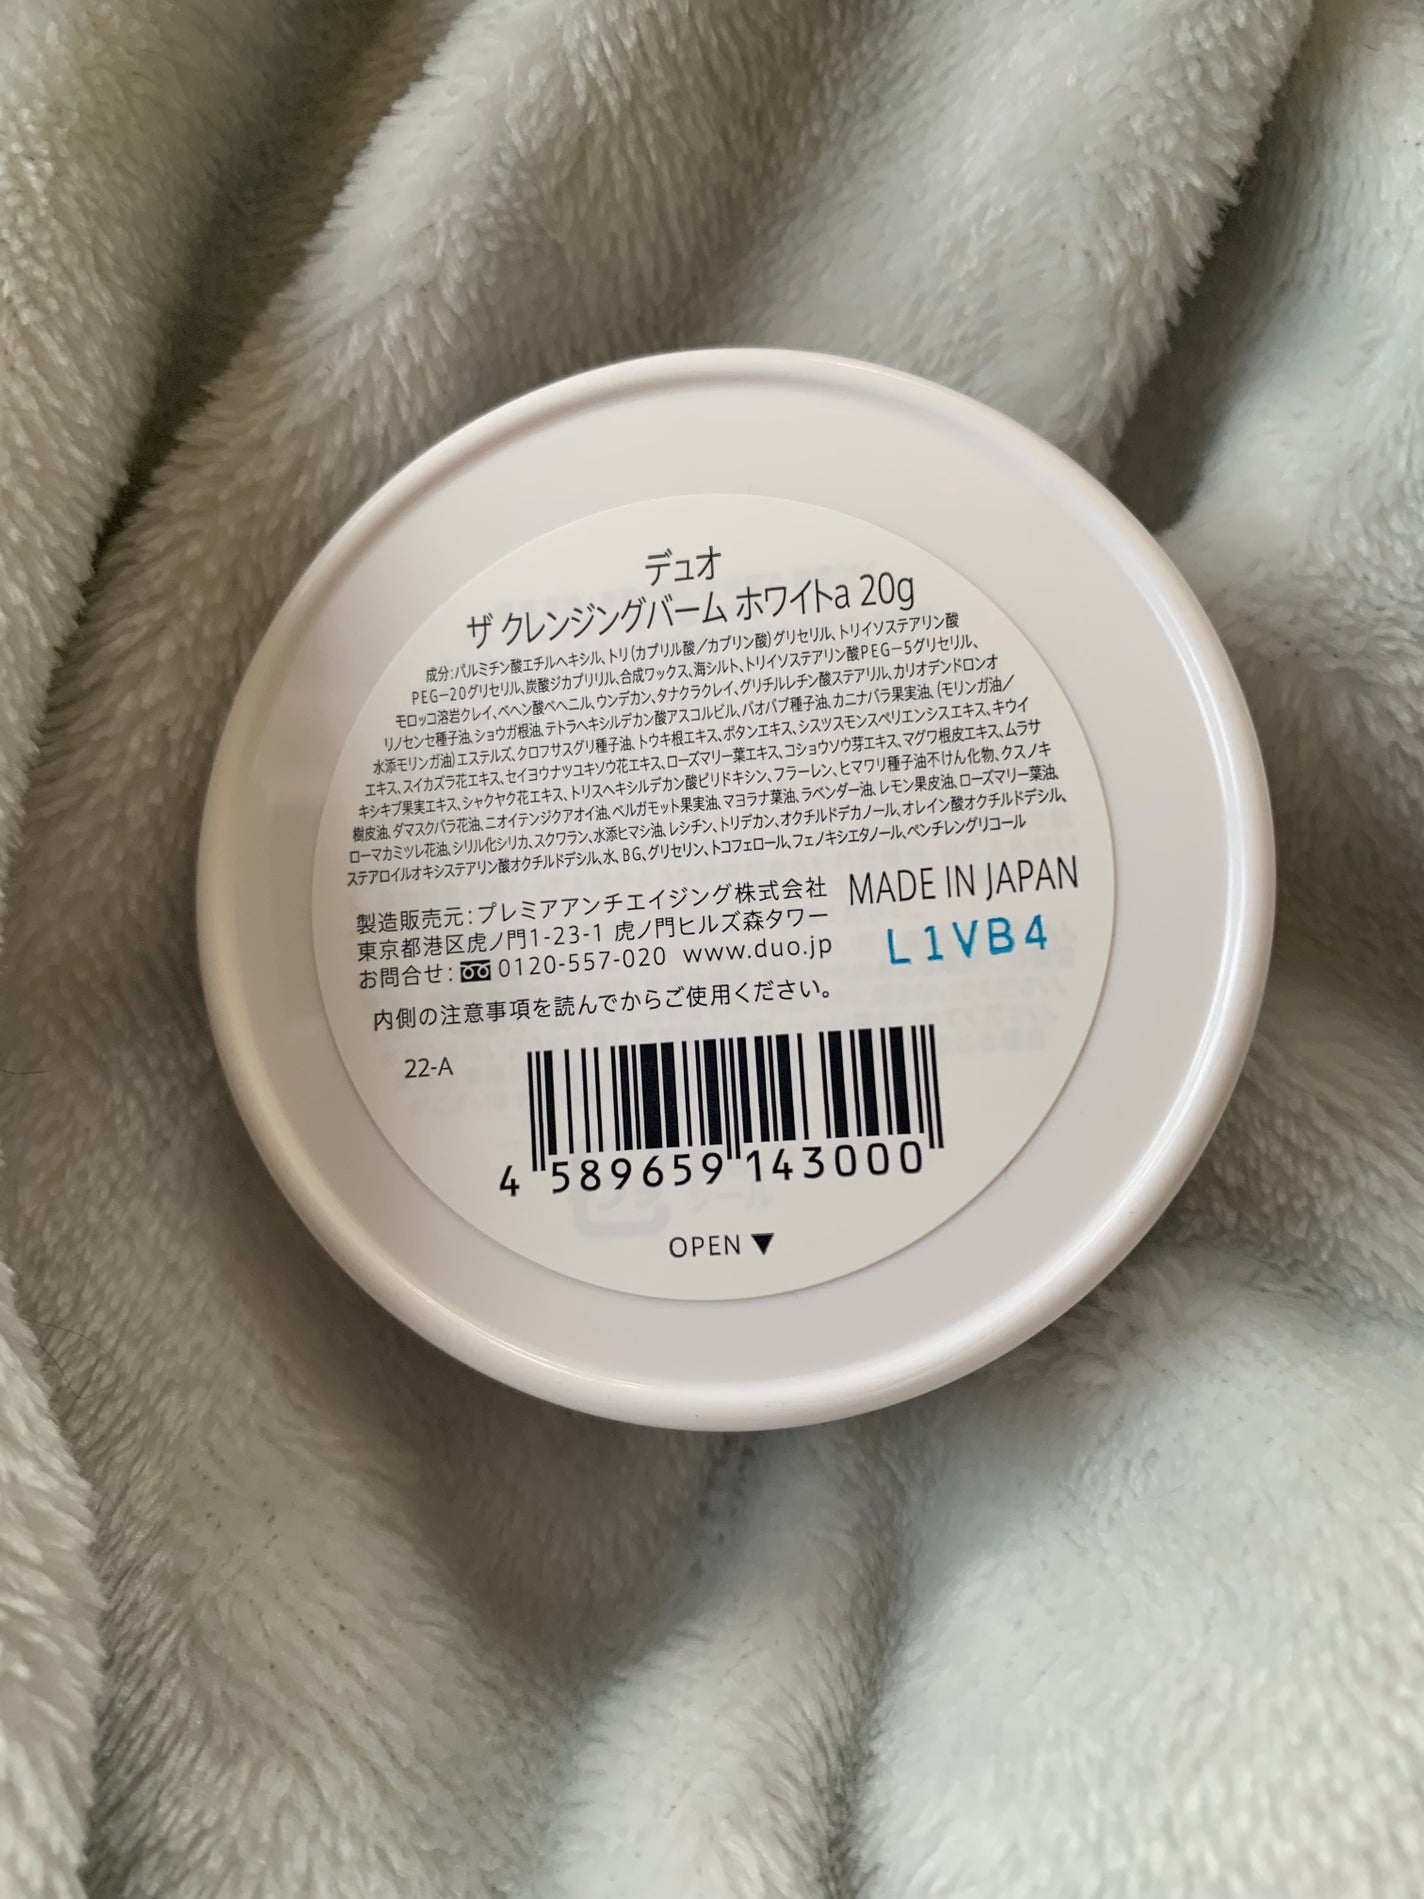 デュオ
ザ クレンジングバーム ホワイトa 20g
成分:パルミチン酸エチルヘキシル、トリ(カプリル酸/カプリン酸)グリセリル、トリイソステアリン酸
PEG-20グリセリル、炭酸ジカプリリル、合成ワックス、海シルト、トリイソステアリン酸PEG-5グリセリル、
モロッコ溶岩クレイ、ベヘン酸ベヘニル、ウンデカン、タナクラクレイ、グリチルレチン酸ステアリル、カリオデンドロンオ
リノセンセ種子油、ショウガ根油、テトラヘキシルデカン酸アスコルビル、バオバブ種子油、カニナバラ果実油、(モリンガ油/
水添モリンガ油)エステルズ、クロフサスグリ種子油、トウキ根エキス、ボタンエキス、シスツスモンスペリエンシスエキス、キウイ
エキス、スイカズラ花エキス、セイヨウナツユキソウ花エキス、ローズマリー葉エキス、コショウソウ芽エキス、マグワ根皮エキス、ムラサ
キシキブ果実エキス、シャクヤク花エキス、トリスヘキシルデカン酸ピリドキシン、フラーレン、ヒマワリ種子油不けん化物、クスノキ
樹皮油、ダマスクバラ花油、ニオイテンジクアオイ油、ベルガモット果実油、マヨラナ葉油、ラベンダー油、レモン果皮油、ローズマリー葉油、
ローマカミツレ花油、シリル化シリカ、スクワラン、水添ヒマシ油、レシチン、トリデカン、オクチルドデカノール、オレイン酸オクチルドデシル、
ステアロイルオキシステアリン酸オクチルドデシル、水、BG、グリセリン、トコフェロール、フェノキシエタノール、ペンチレングリコール
製造販売元:プレミアアンチエイジング株式会社
東京都港区虎ノ門1-23-1 虎ノ門ヒルズ森タワー
お問合せ: 0120-557-020 www.duo.jp
MADE IN JAPAN
L1VB4
内側の注意事項を読んでからご使用ください。
22-A
4 589659 143000
OPEN▼